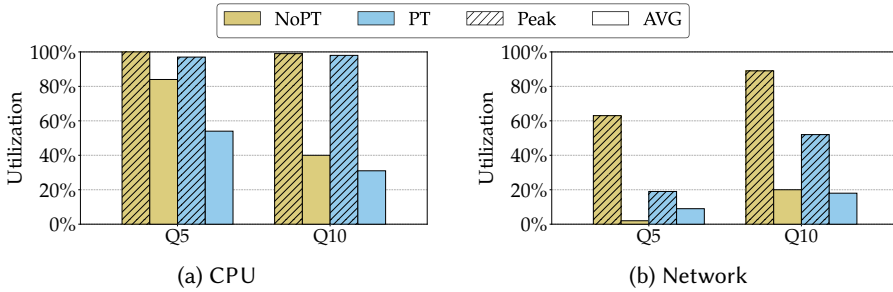 NoPT PT Peak AVG
100%
80%
60%
40%
20%
0%
Utilization
Q5 Q10
(a) CPU
100%
80%
60%
40%
20%
0%
Utilization
Q5 Q10
(b) Network